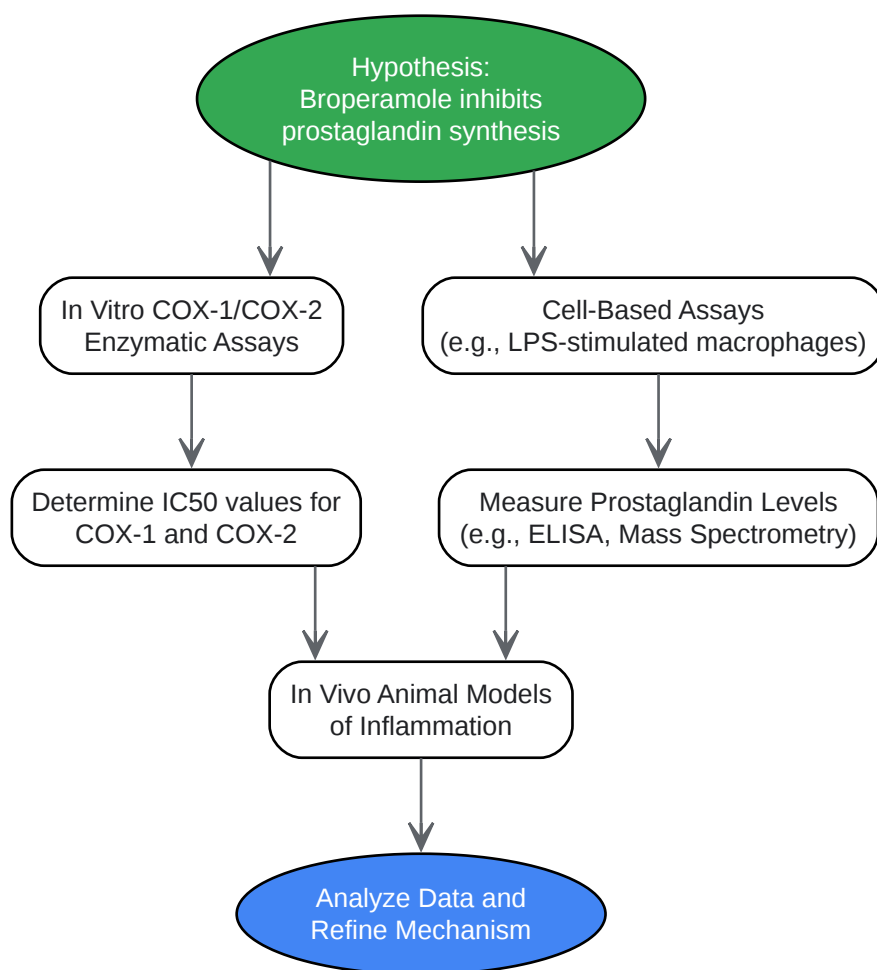 Hypothesis:
Broperamole inhibits
prostaglandin synthesis
In Vitro COX-1/COX-2
Enzymatic Assays
Cell-Based Assays
(e.g., LPS-stimulated macrophages)
Determine IC50 values for
COX-1 and COX-2
Measure Prostaglandin Levels
(e.g., ELISA, Mass Spectrometry)
In Vivo Animal Models
of Inflammation
Analyze Data and
Refine Mechanism